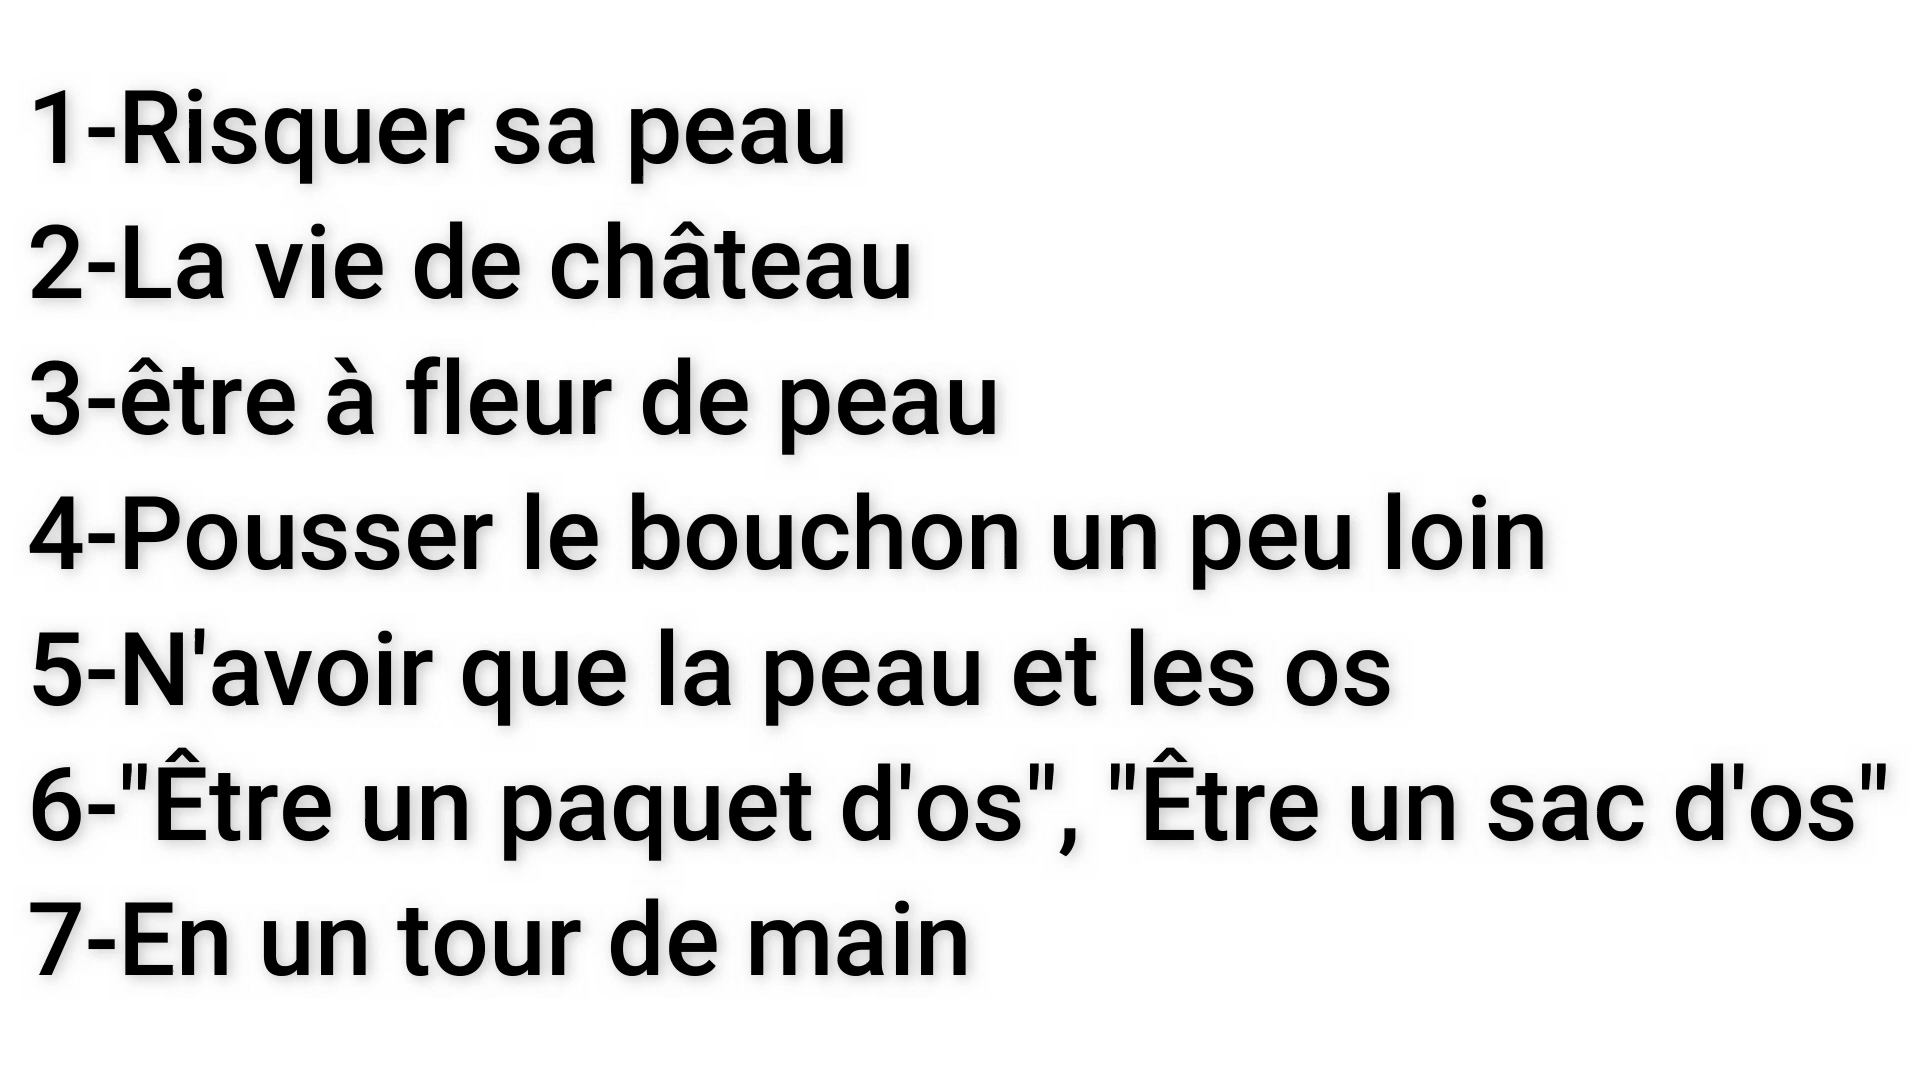 1-Risquer sa peau
2-La vie de château
3-être à fleur de peau
4-Pousser le bouchon un peu loin
5-N'avoir que la peau et les os
6-"Être un paquet d'os", "Être un sac d'os"
7-En un tour de main